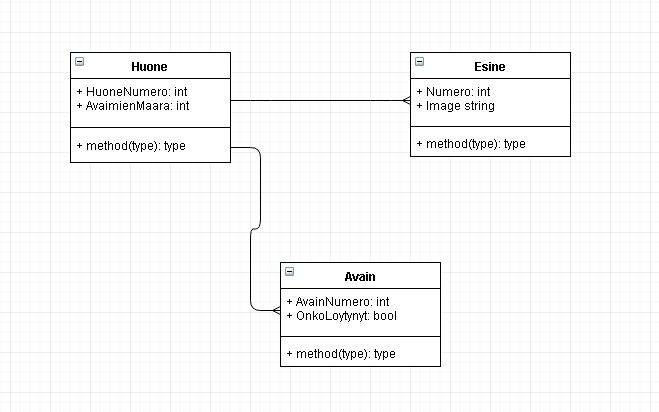 Huone
+ HuoneNumero: int
+ AvaimienMaara: int
+ method(type): type
Esine
+ Numero: int
+ Image string
+ method(type): type
Avain
+ AvainNumero: int
+ OnkoLoytynyt: bool
+ method(type): type